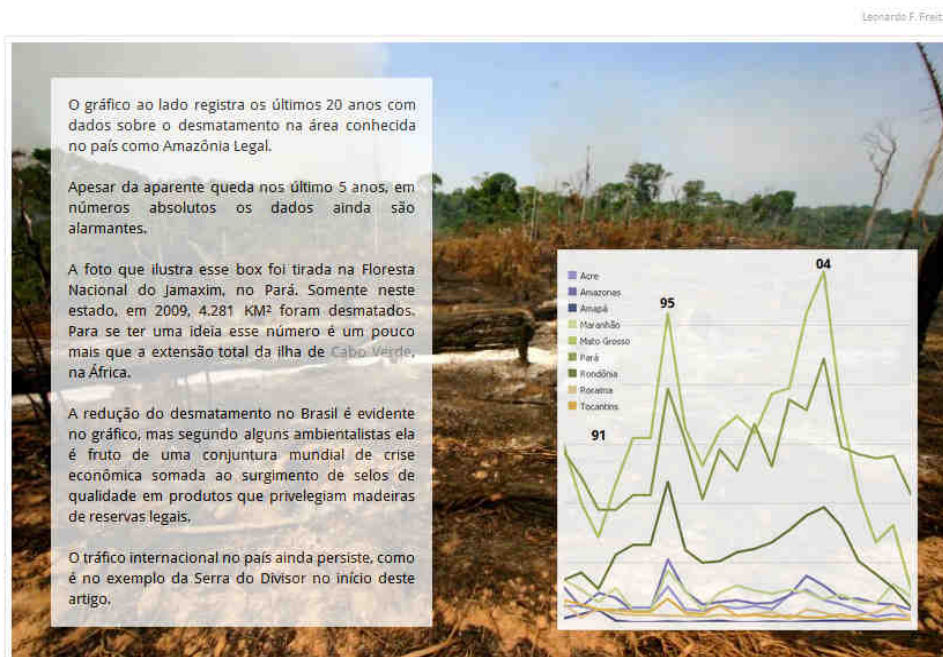 Leonardo F. Freit
O gráfico ao lado registra os últimos 20 anos com
dados sobre o desmatamento na área conhecida
no país como Amazônia Legal.
Apesar da aparente queda nos último 5 anos, em
números absolutos os dados ainda são
alarmantes.
A foto que ilustra esse box foi tirada na Floresta
Nacional do Jamaxim, no Pará. Somente neste
estado, em 2009, 4.281 KM² foram desmatados.
Para se ter uma ideia esse número é um pouco
mais que a extensão total da ilha de Cabo Verde,
na África.
A redução do desmatamento no Brasil é evidente
no gráfico, mas segundo alguns ambientalistas ela
é fruto de uma conjuntura mundial de crise
econômica somada ao surgimento de selos de
qualidade em produtos que privelegiam madeiras
de reservas legais.
O tráfico internacional no país ainda persiste, como
é no exemplo da Serra do Divisor no início deste
artigo.
Acre
Amazonas
Amapá
Maranhão
Mato Grosso
Pará
Rondônia
Roraima
Tocantins
91
95
04